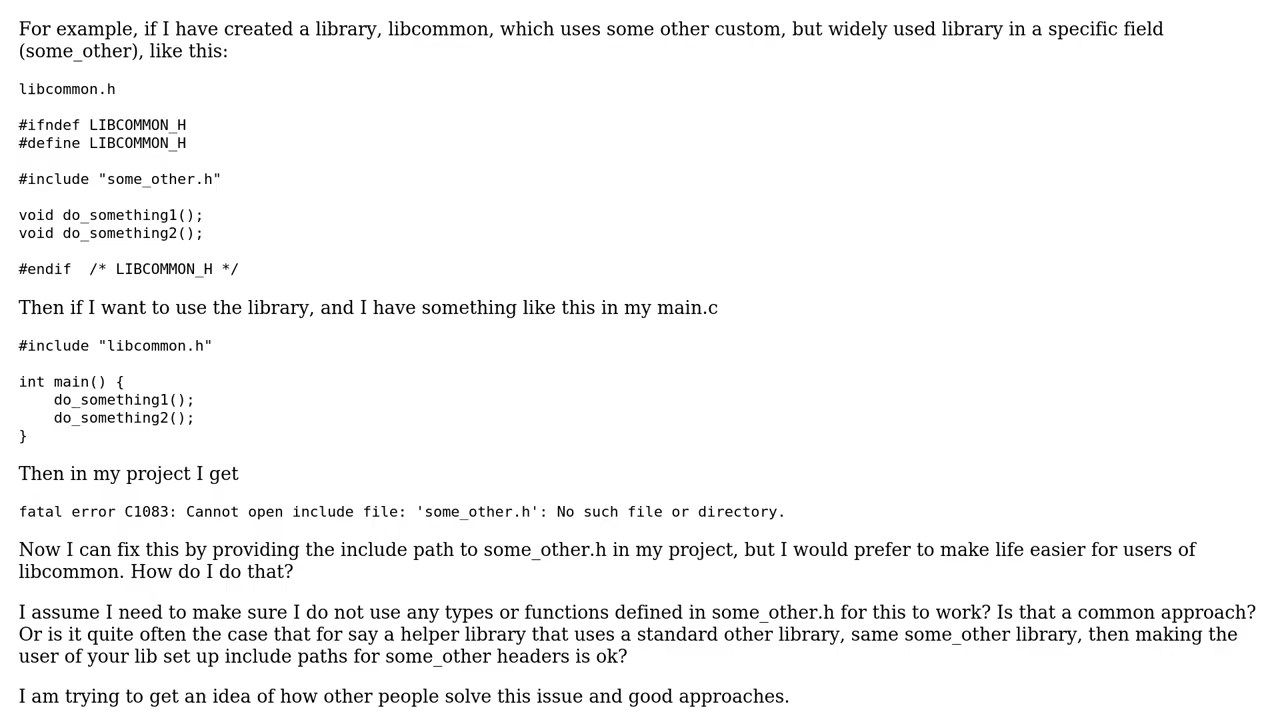 For example, if I have created a library, libcommon, which uses some other custom, but widely used library in a specific field
(some_other), like this:
libcommon.h
#ifndef LIBCOMMON_H
#define LIBCOMMON_H
#include "some_other.h"
void do_something1();
void do_something2();
#endif  /* LIBCOMMON_H */
Then if I want to use the library, and I have something like this in my main.c
#include "libcommon.h"
int main() {
    do_something1();
    do_something2();
}
Then in my project I get
fatal error C1083: Cannot open include file: 'some_other.h': No such file or directory.
Now I can fix this by providing the include path to some_other.h in my project, but I would prefer to make life easier for users of
libcommon. How do I do that?
I assume I need to make sure I do not use any types or functions defined in some_other.h for this to work? Is that a common approach?
Or is it quite often the case that for say a helper library that uses a standard other library, same some_other library, then making the
user of your lib set up include paths for some_other headers is ok?
I am trying to get an idea of how other people solve this issue and good approaches.